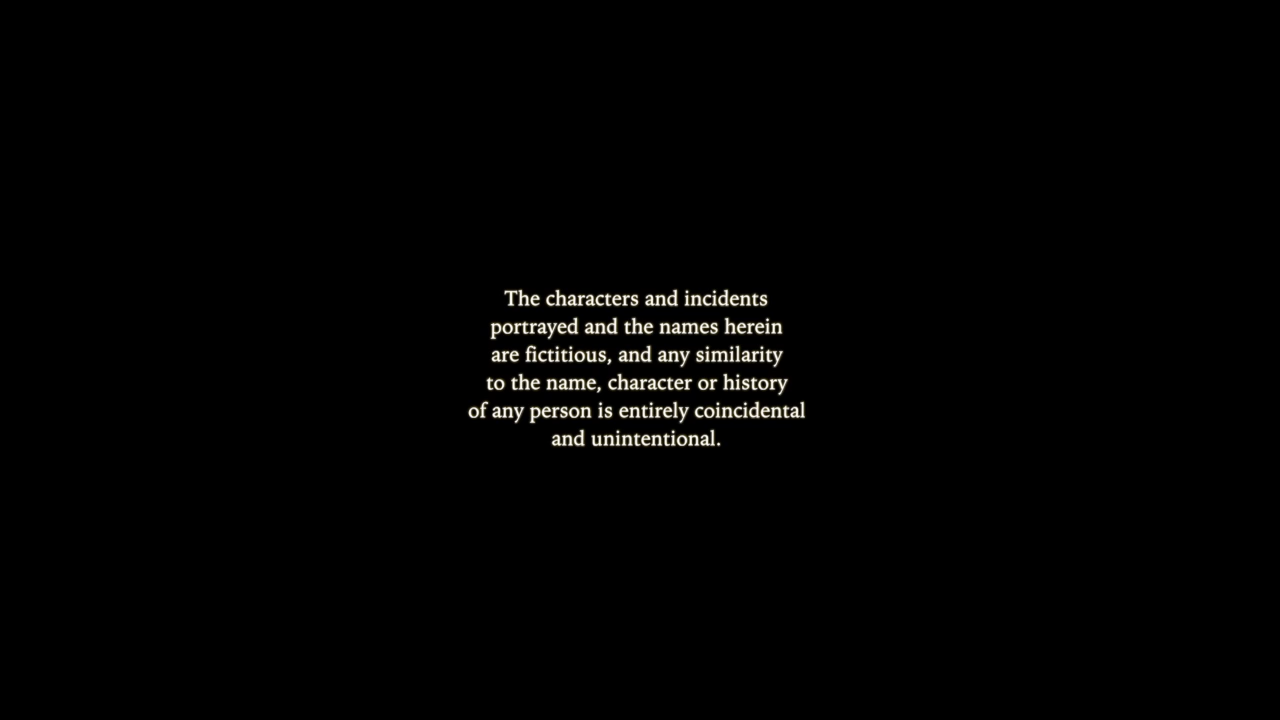 The characters and incidents
portrayed and the names herein
are fictitious, and any similarity
to the name, character or history
of any person is entirely coincidental
and unintentional.